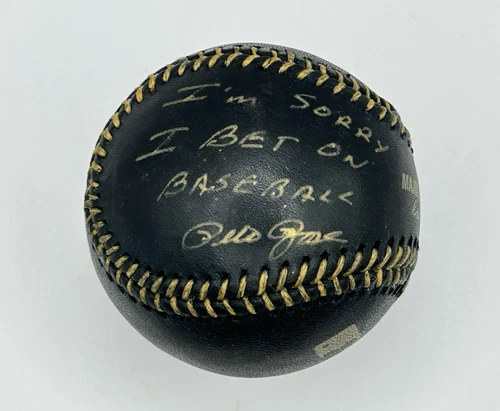 I'm SORRY
I BET ON
BASEBALL
Pete Rose